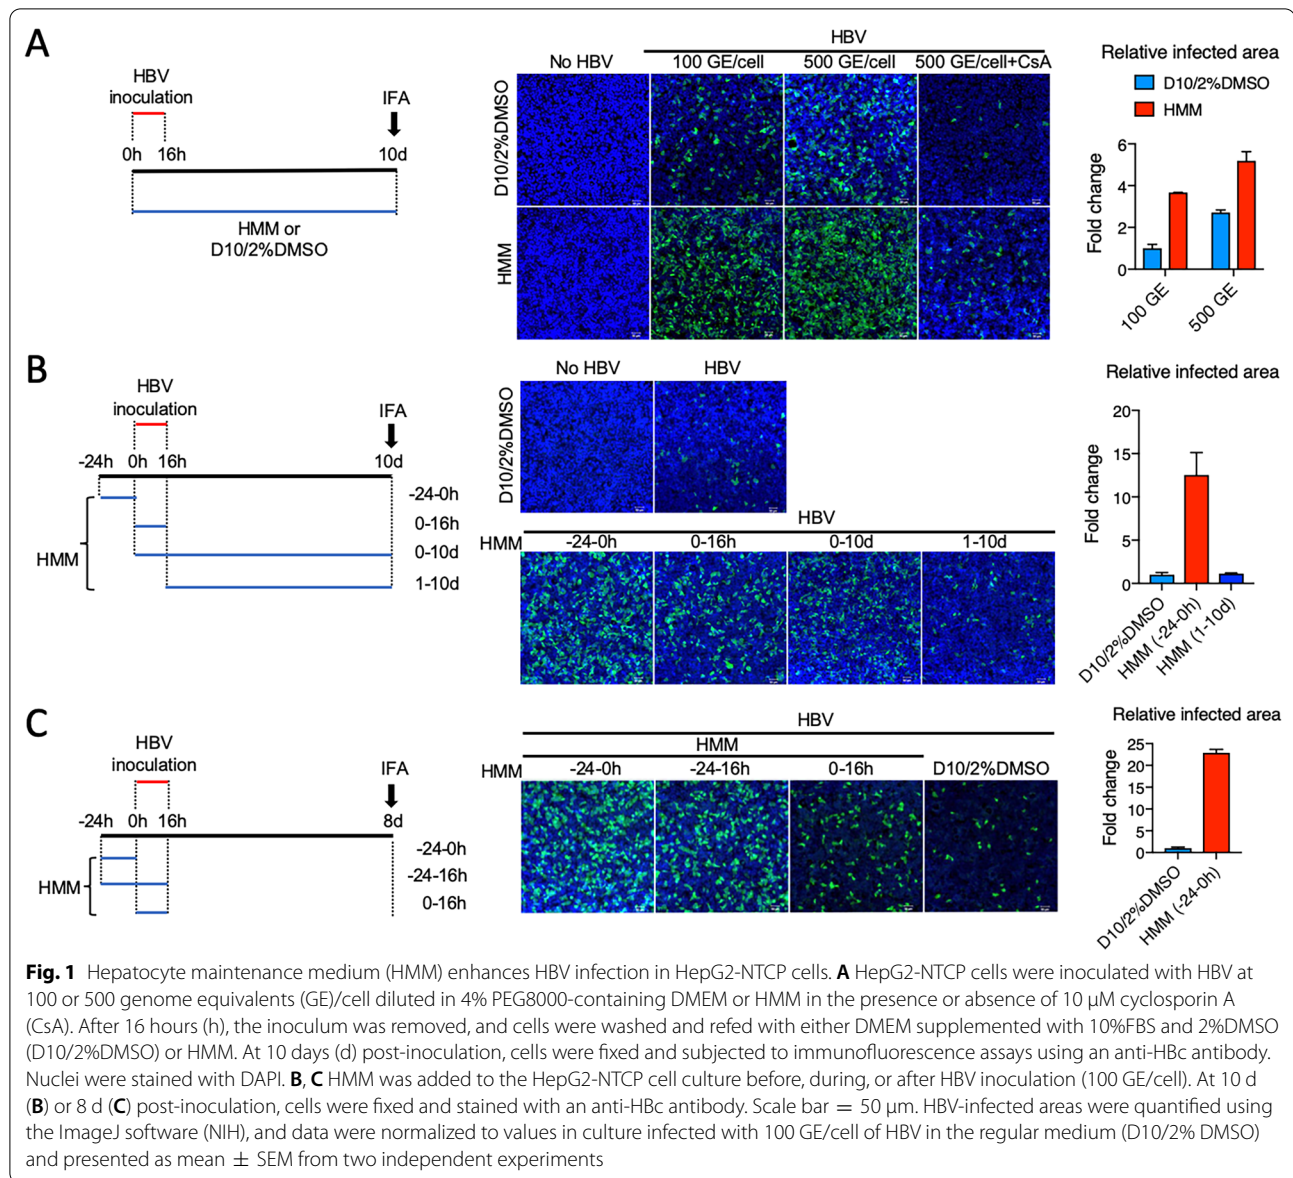 A
HBV
inoculation
IFA
0h
16h
10d
HMM or
D10/2%DMSO
HBV
No HBV
100 GE/cell
500 GE/cell
500 GE/cell+CsA
D10/2%DMSO
HMM
Relative infected area
D10/2%DMSO
HMM
Fold change
6
4
2
0
100 GE
500 GE
B
HBV
inoculation
IFA
-24h
0h
16h
10d
-24-0h
0-16h
0-10d
1-10d
HMM
No HBV
HBV
D10/2%DMSO
HBV
HMM
-24-0h
0-16h
0-10d
1-10d
Relative infected area
Fold change
20
15
10
5
0
D10/2%DMSO
HMM (-24-0h)
HMM (1-10d)
C
HBV
inoculation
IFA
-24h
0h
16h
8d
-24-0h
-24-16h
0-16h
HMM
HBV
HMM
HMM
-24-0h
-24-16h
0-16h
D10/2%DMSO
Relative infected area
Fold change
25
20
15
10
5
0
D10/2%DMSO
HMM (-24-0h)
Fig. 1 Hepatocyte maintenance medium (HMM) enhances HBV infection in HepG2-NTCP cells. A HepG2-NTCP cells were inoculated with HBV at
100 or 500 genome equivalents (GE)/cell diluted in 4% PEG8000-containing DMEM or HMM in the presence or absence of 10 μM cyclosporin A
(CsA). After 16 hours (h), the inoculum was removed, and cells were washed and refed with either DMEM supplemented with 10%FBS and 2%DMSO
(D10/2%DMSO) or HMM. At 10 days (d) post-inoculation, cells were fixed and subjected to immunofluorescence assays using an anti-HBc antibody.
Nuclei were stained with DAPI. B, C HMM was added to the HepG2-NTCP cell culture before, during, or after HBV inoculation (100 GE/cell). At 10 d
(B) or 8 d (C) post-inoculation, cells were fixed and stained with an anti-HBc antibody. Scale bar = 50 μm. HBV-infected areas were quantified using
the ImageJ software (NIH), and data were normalized to values in culture infected with 100 GE/cell of HBV in the regular medium (D10/2% DMSO)
and presented as mean ± SEM from two independent experiments